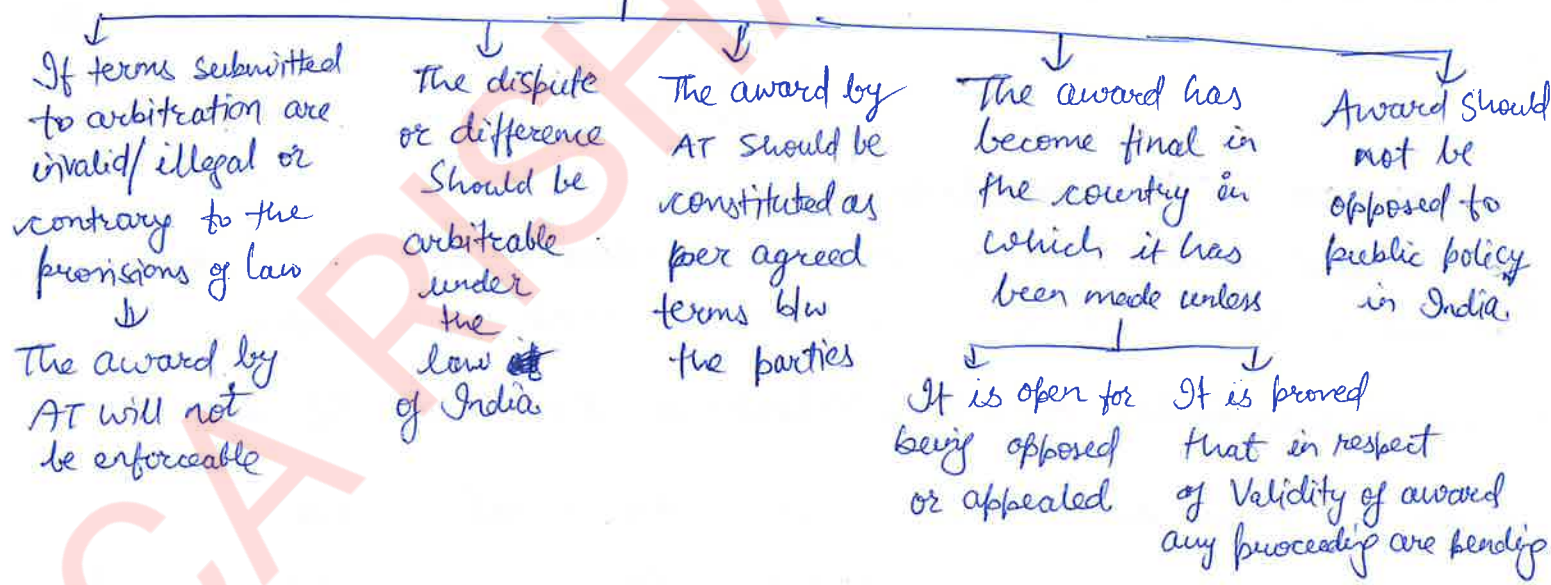 If terms submitted
to arbitration are
invalid/illegal or
contrary to the
provisions of law
The award by
AT will not
be enforceable
The dispute
or difference
Should be
arbitrable
under
the
law
of India
The award by
AT should be
constituted as
per agreed
terms b/w
the parties
The award has
become final in
the country in
which it has
been made unless
It is open for
being opposed
or appealed
It is proved
that in respect
of Validity of award
any proceeding are pending
Award Should
not be
opposed to
public policy
in India
CA RISHA